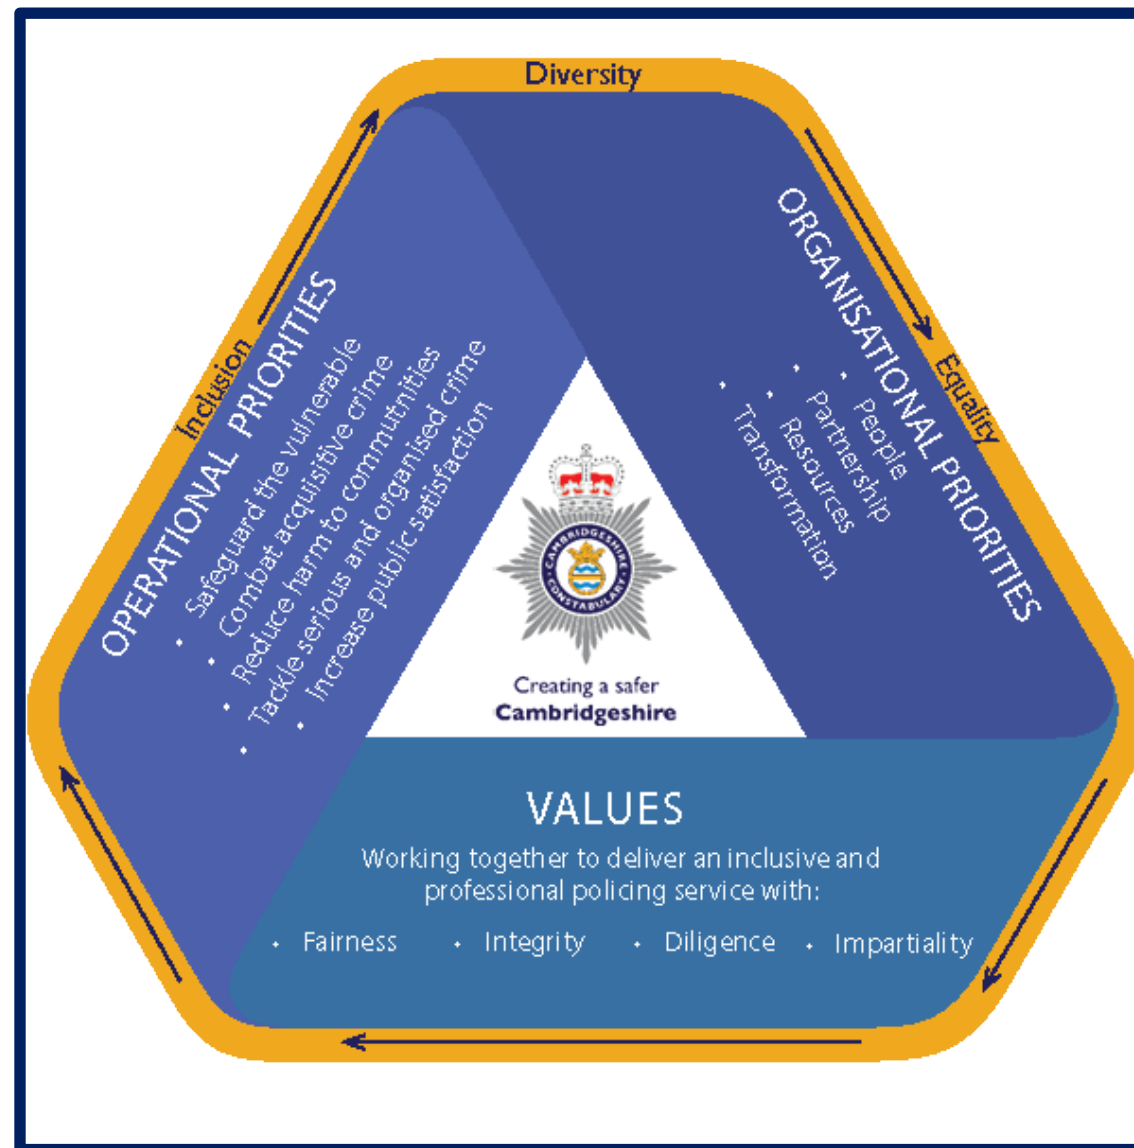 Diversity
Inclusion
Equality
OPERATIONAL PRIORITIES
• Safeguard the vulnerable
• Combat acquisitive crime
• Reduce harm to commutnities
• Tackle serious and organised crime
• Increase public satisfaction
ORGANISATIONAL PRIORITIES
• People
• Partnership
• Resources
• Transformation
CAMBRIDGESHIRE
CONSTABULARY
Creating a safer
Cambridgeshire
VALUES
Working together to deliver an inclusive and
professional policing service with:
• Fairness • Integrity • Diligence • Impartiality